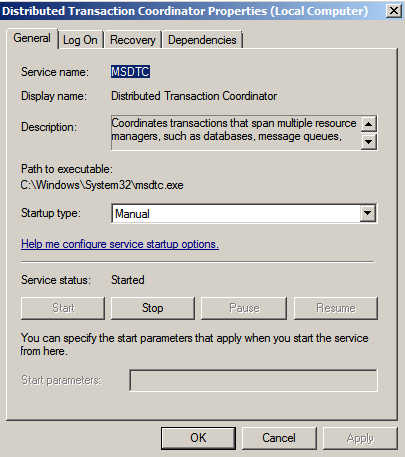 Distributed Transaction Coordinator Properties (Local Computer)
General
Log On
Recovery
Dependencies
Service name:
MSDTC
Display name:
Distributed Transaction Coordinator
Description:
Coordinates transactions that span multiple resource
managers, such as databases, message queues,
Path to executable:
C:\Windows\System32\msdtc.exe
Startup type:
Manual
Help me configure service startup options.
Service status:
Started
Start
Stop
Pause
Resume
You can specify the start parameters that apply when you start the service
from here.
Start parameters:
OK
Cancel
Apply